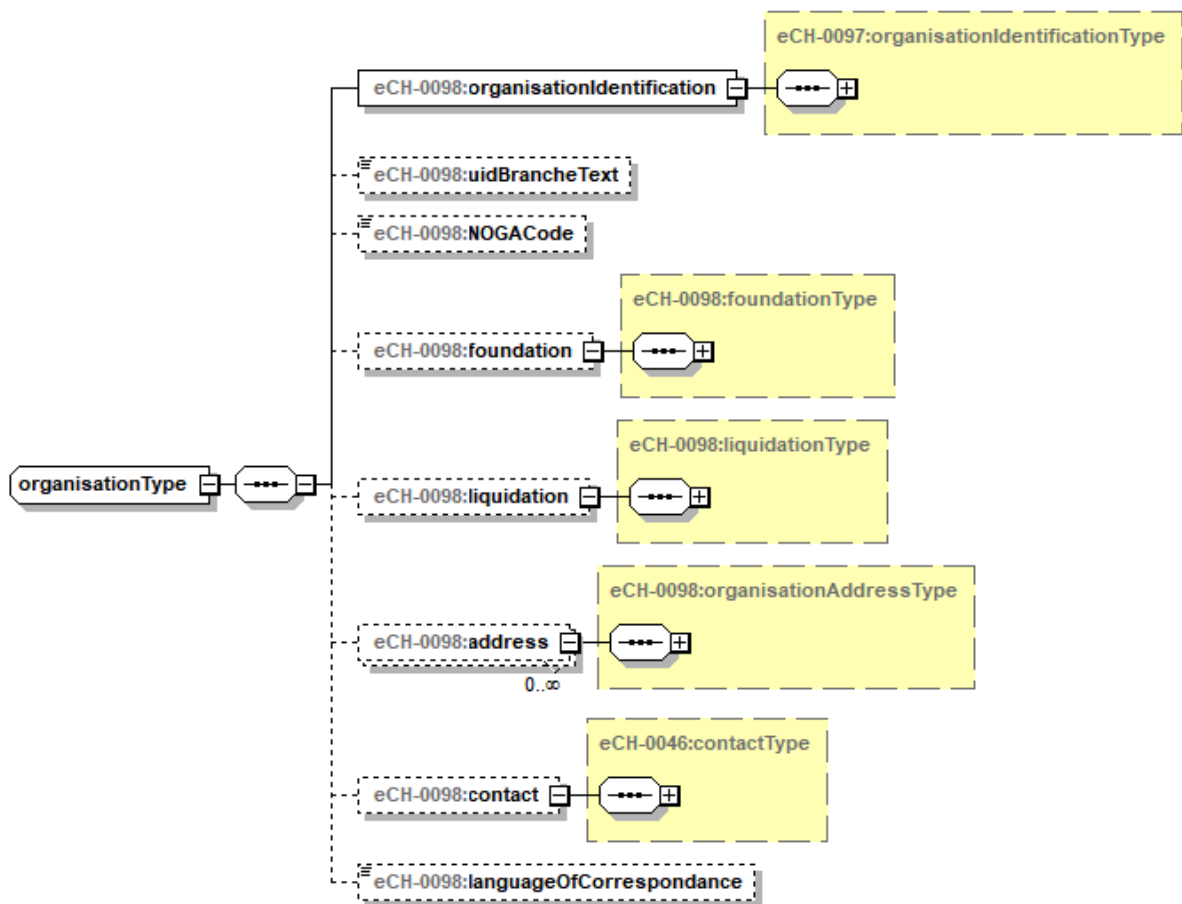 eCH-0097:organisationIdentificationType
eCH-0098:organisationIdentification
eCH-0098:uidBrancheText
eCH-0098:NOGACode
eCH-0098:foundationType
eCH-0098:foundation
eCH-0098:liquidationType
organisationType
eCH-0098:liquidation
eCH-0098:organisationAddressType
eCH-0098:address
0..∞
eCH-0046:contactType
eCH-0098:contact
eCH-0098:languageOfCorrespondance